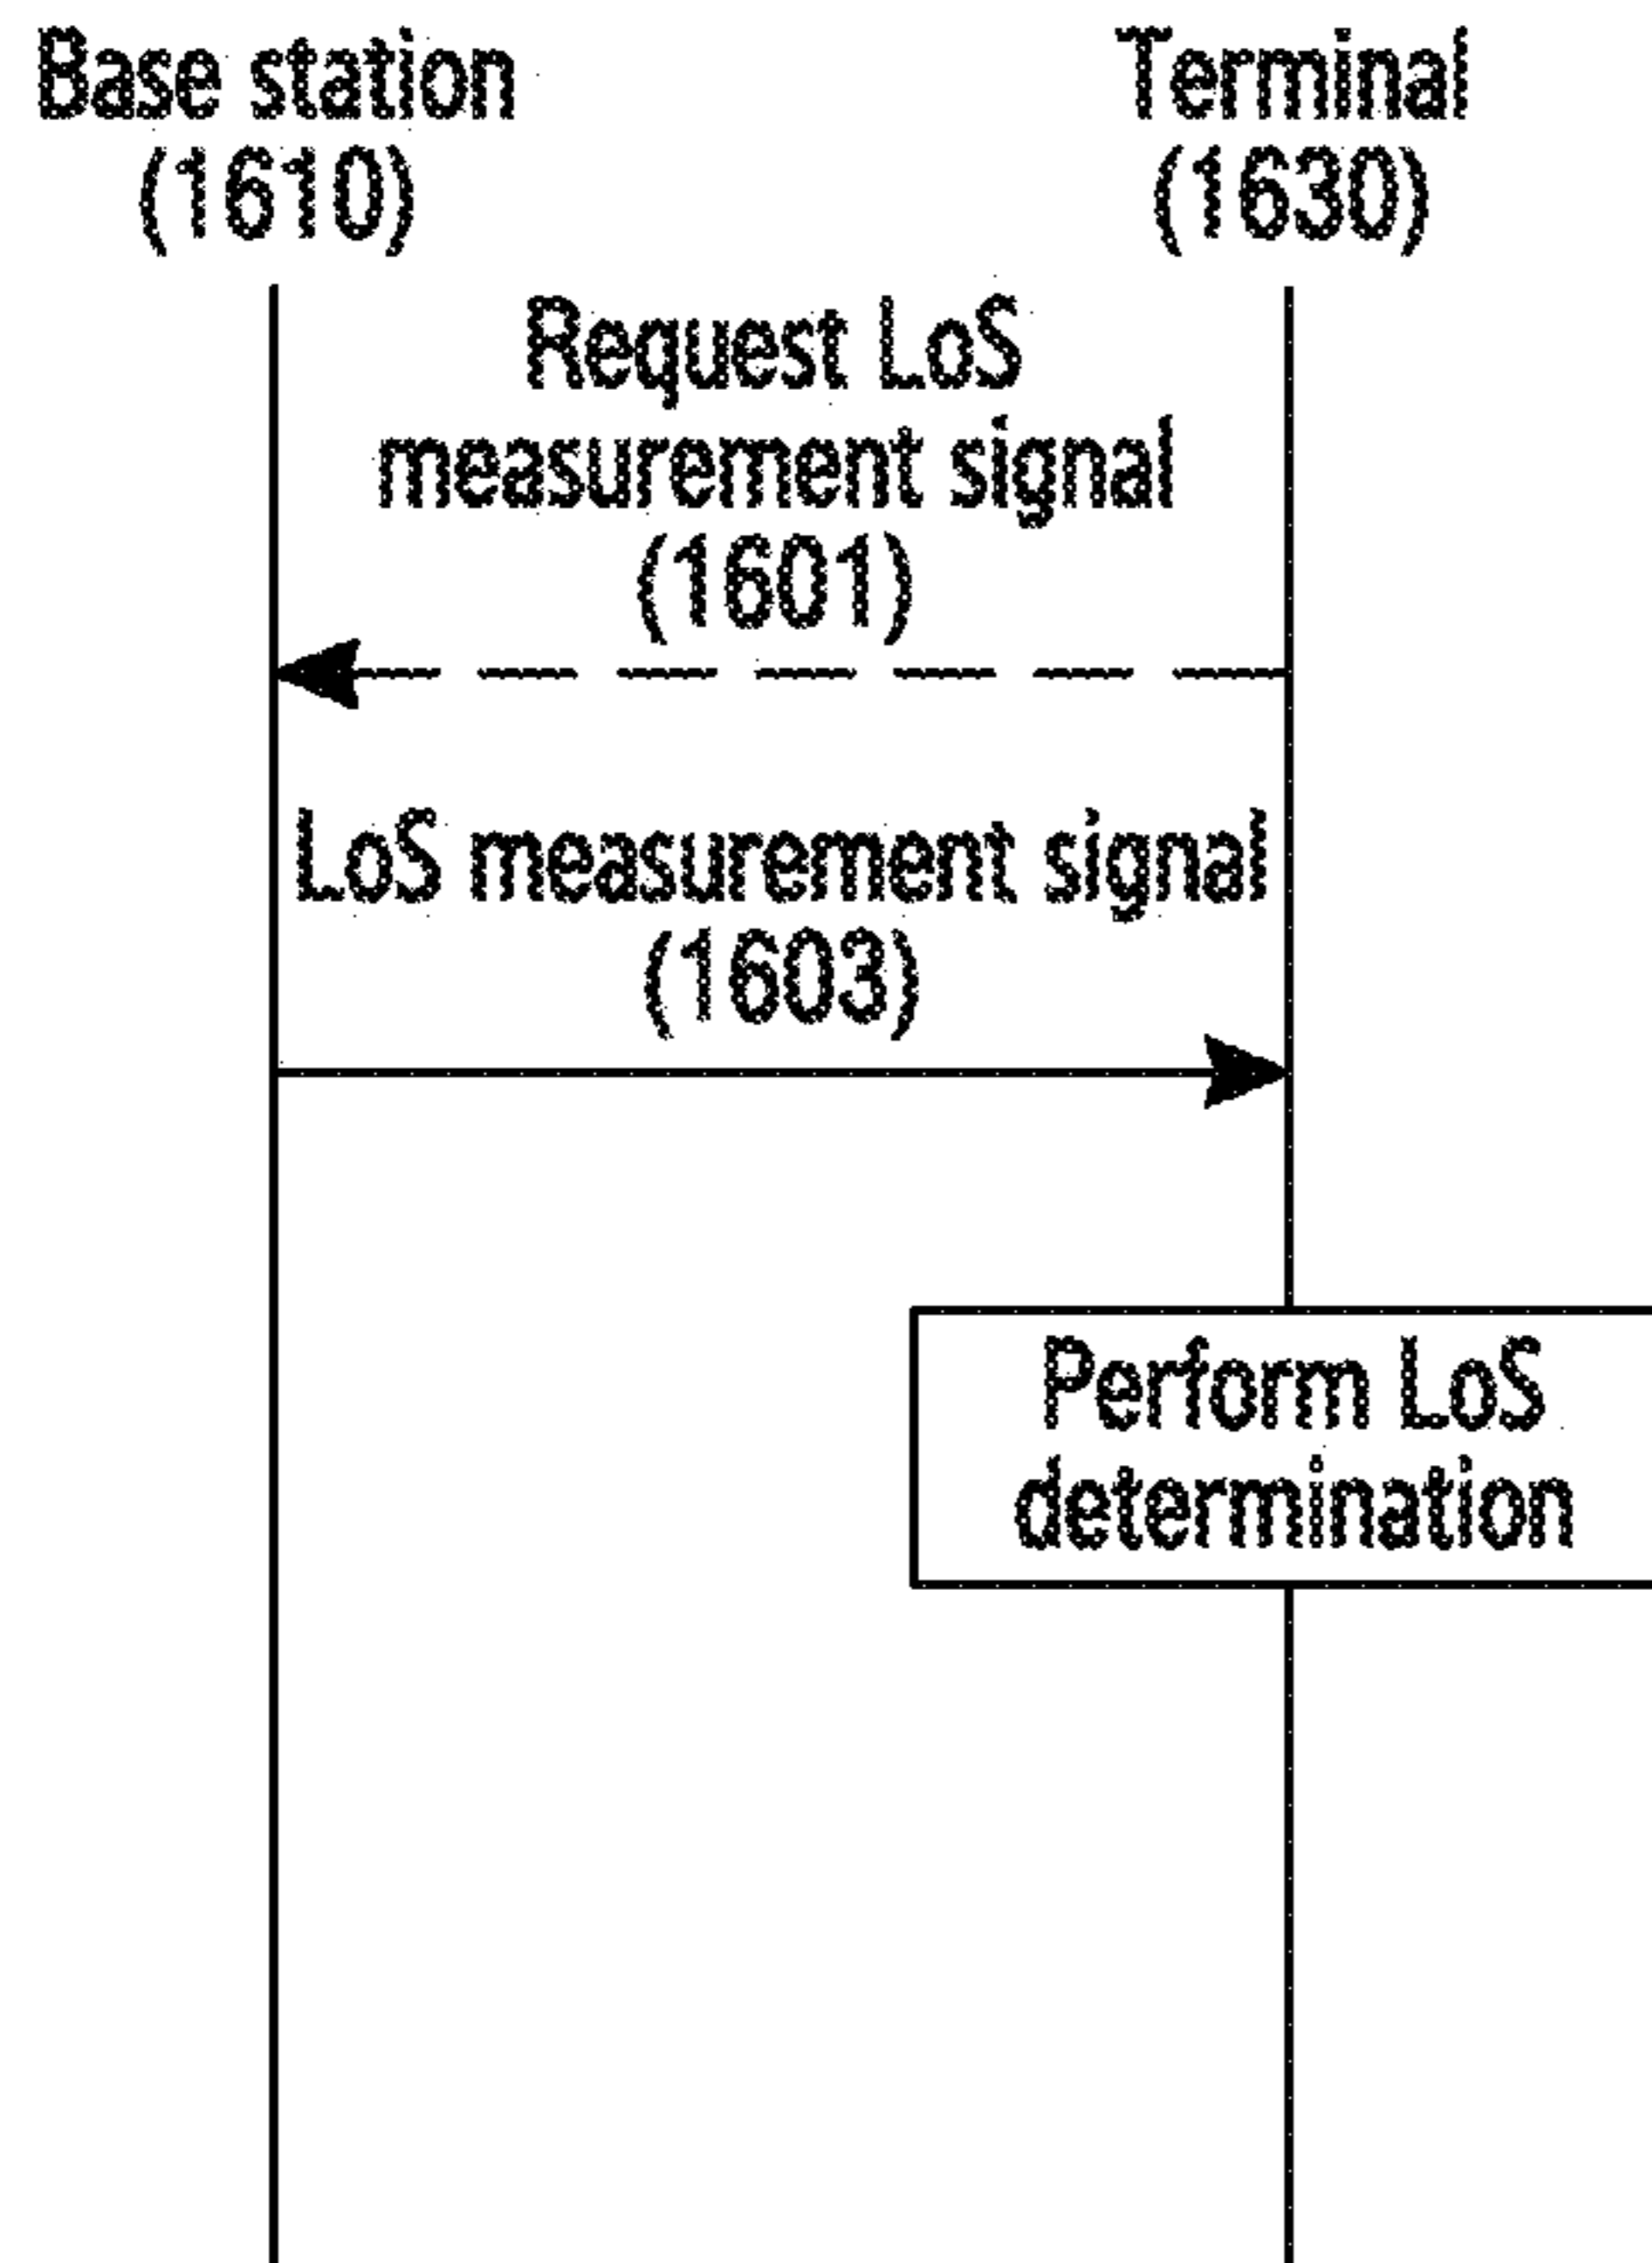 Base station
(1610)
Terminal
(1630)
Request LoS
measurement signal
(1601)
LoS measurement signal
(1603)
Perform LoS
determination